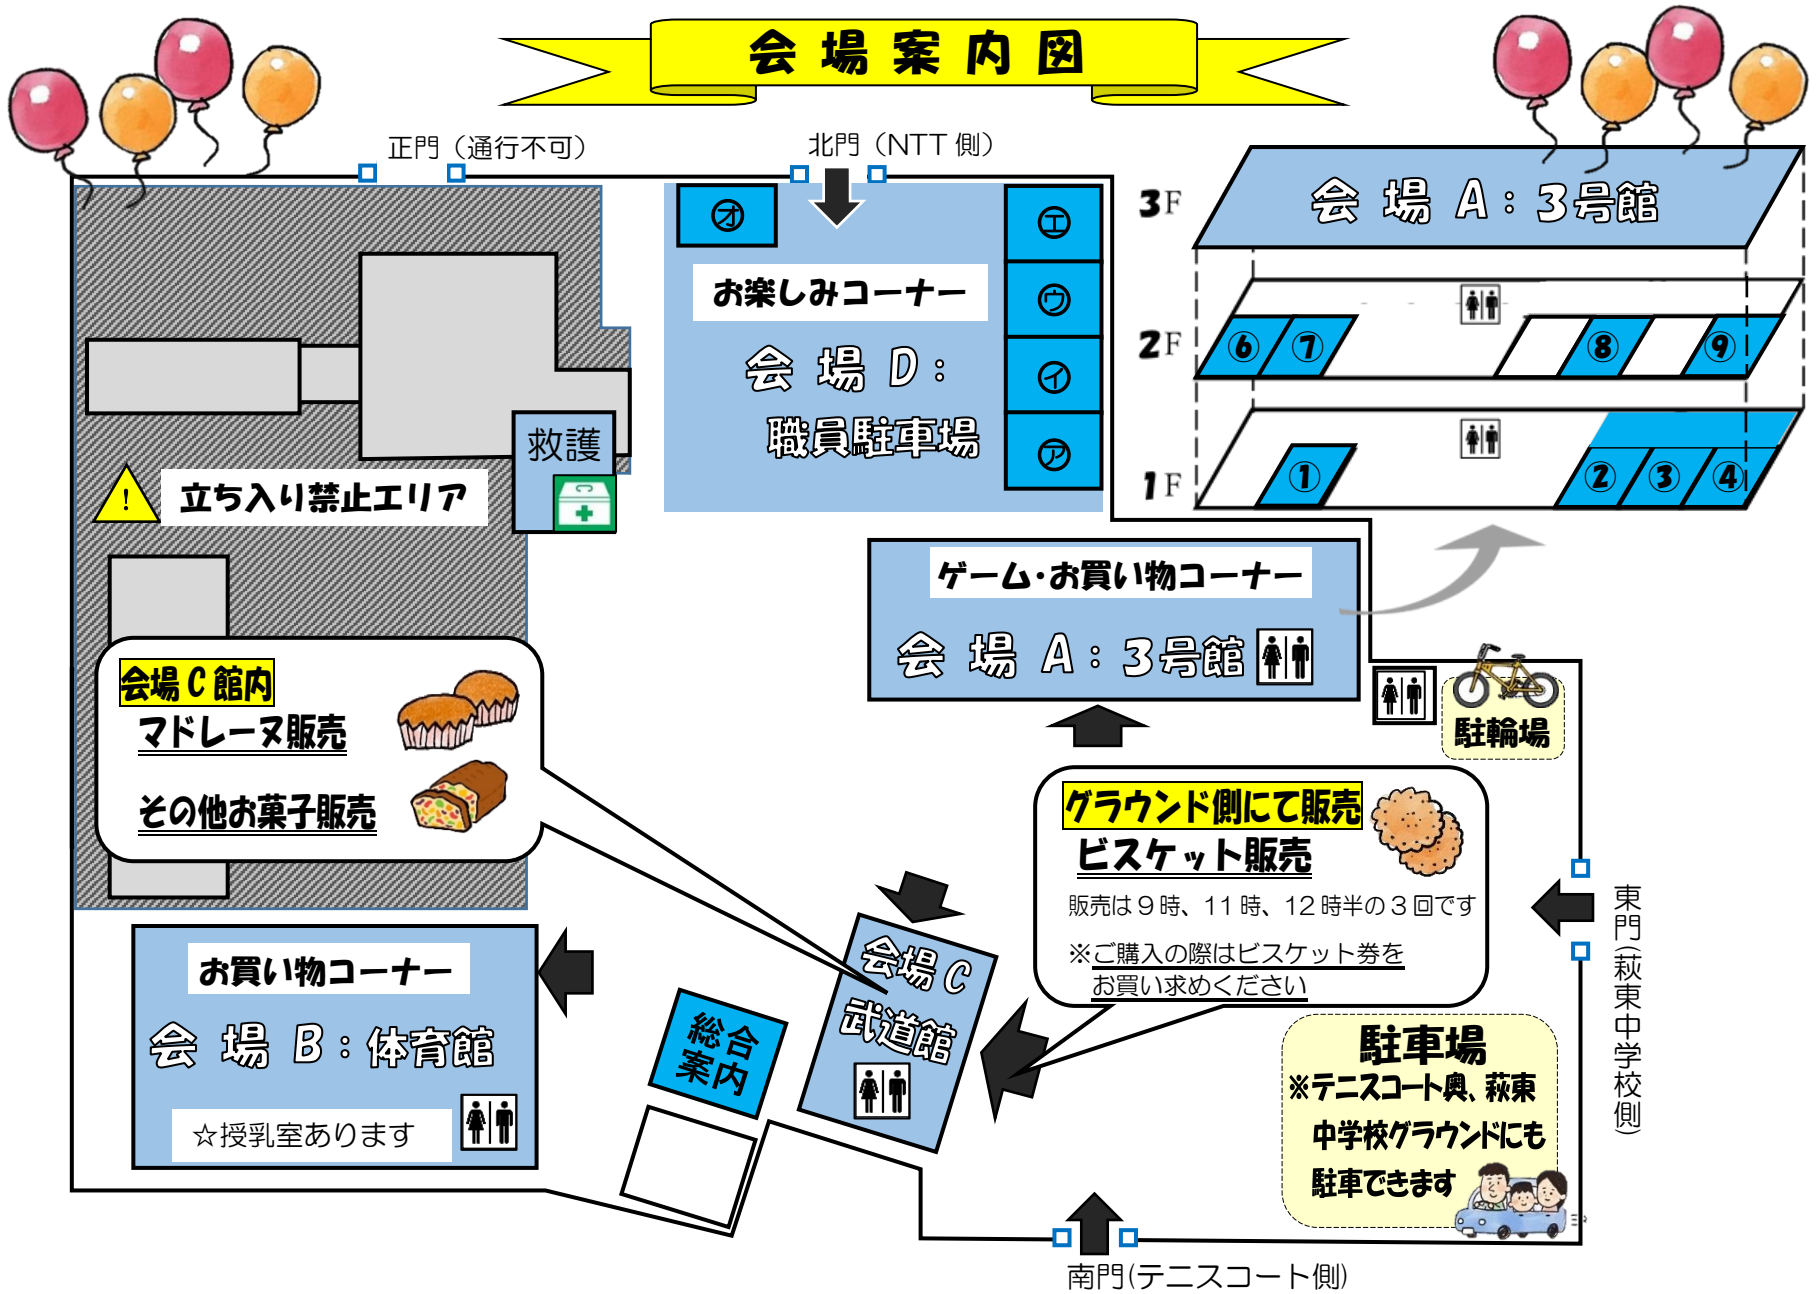 会場案内図
正門（通行不可）
北門（NTT側）
オ
エ
お楽しみコーナー
ウ
会場D：
イ
職員駐車場
ア
3F
会場A：3号館
2F
⑥ ⑦ ⑧ ⑨
1F
① ② ③ ④
救護
!
立ち入り禁止エリア
ゲーム・お買い物コーナー
会場A：3号館
駐輪場
会場C館内
マドレーヌ販売
その他お菓子販売
グラウンド側にて販売
ビスケット販売
販売は9時、11時、12時半の3回です
※ご購入の際はビスケット券を
お買い求めください
東門(萩東中学校側)
お買い物コーナー
会場B：体育館
☆授乳室あります
総合
案内
会場C
武道館
駐車場
※テニスコート奥、萩東
中学校グラウンドにも
駐車できます
南門(テニスコート側)